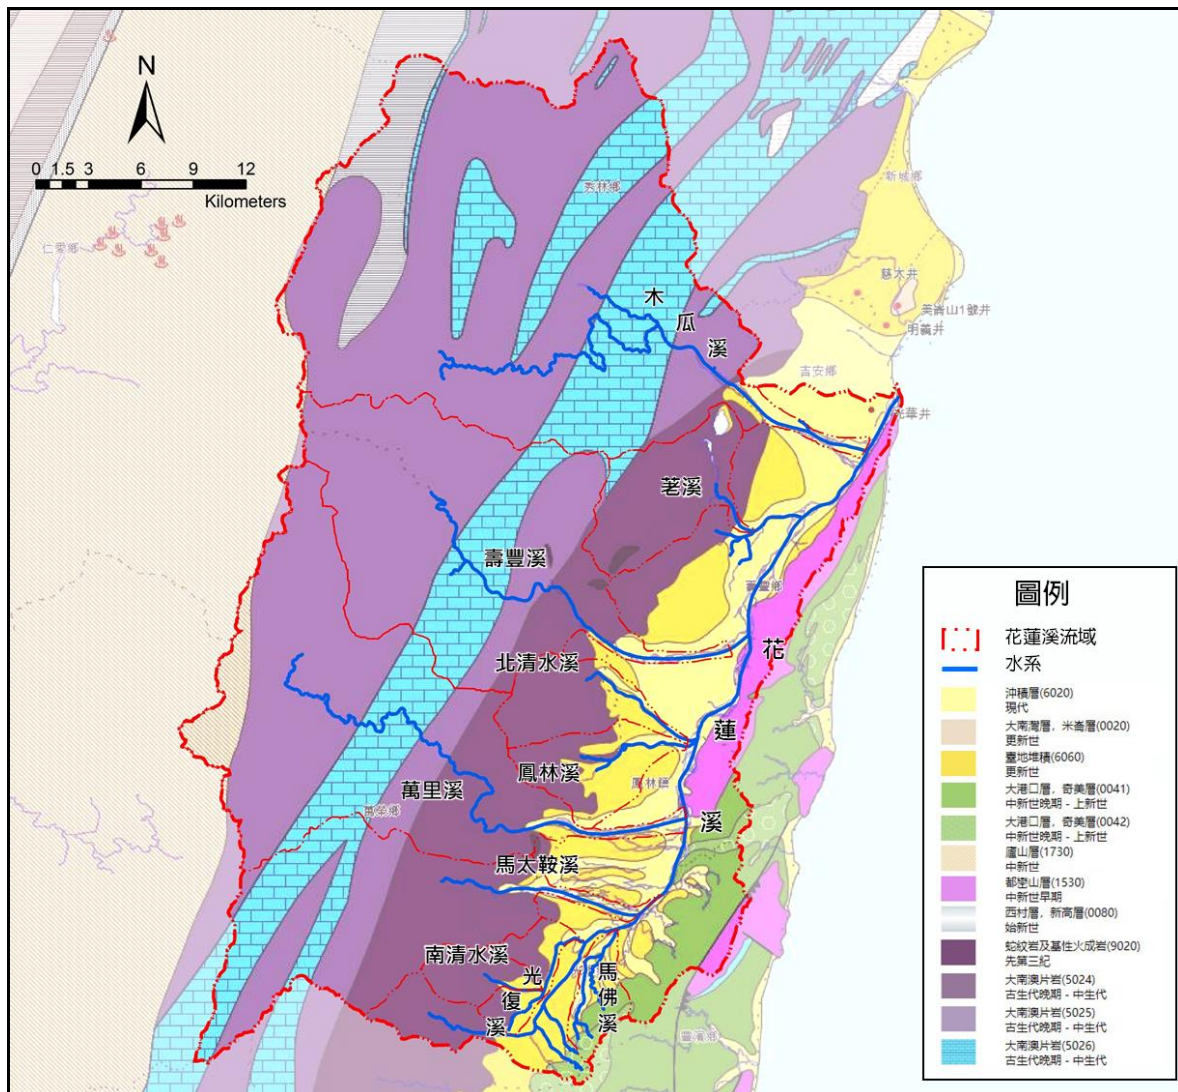 N
0 1.5 3 6 9 12
Kilometers
仁愛鄉
秀林鄉
新城鄉
慈木井
美崙山1號井
明義井
吉安鄉
光華井
木
瓜
溪
荖溪
壽豐溪
壽豐鄉
北清水溪
花
蓮
溪
鳳林溪
鳳林鎮
萬里溪
萬榮鄉
馬太鞍溪
南清水溪
光
復
溪
馬
佛
溪
豐濱鄉
圖例
花蓮溪流域
水系
沖積層(6020)
現代
大南灣層，米崙層(0020)
更新世
臺地堆積(6060)
更新世
大港口層，奇美層(0041)
中新世晚期 - 上新世
大港口層，奇美層(0042)
中新世晚期 - 上新世
廬山層(1730)
中新世
都巒山層(1530)
中新世早期
西村層，新高層(0080)
始新世
蛇紋岩及基性火成岩(9020)
先第三紀
大南澳片岩(5024)
古生代晚期 - 中生代
大南澳片岩(5025)
古生代晚期 - 中生代
大南澳片岩(5026)
古生代晚期 - 中生代